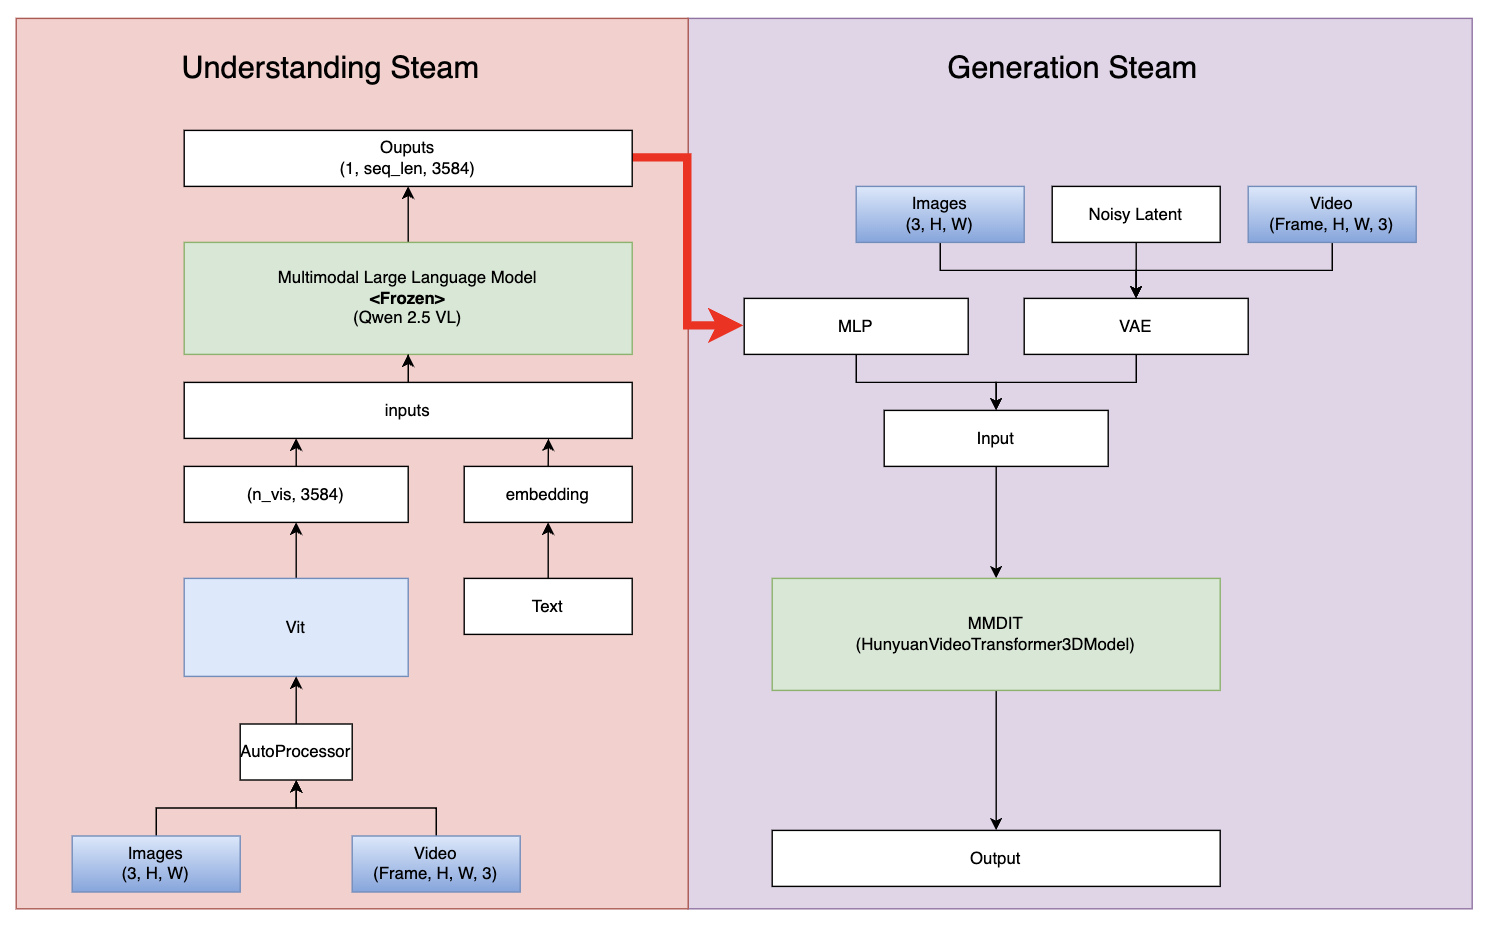 Understanding Steam
Ouputs
(1, seq_len, 3584)
Multimodal Large Language Model
<Frozen>
(Qwen 2.5 VL)
inputs
(n_vis, 3584)
embedding
Vit
Text
AutoProcessor
Images
(3, H, W)
Video
(Frame, H, W, 3)
Generation Steam
Images
(3, H, W)
Noisy Latent
Video
(Frame, H, W, 3)
MLP
VAE
Input
MMDIT
(HunyuanVideoTransformer3DModel)
Output